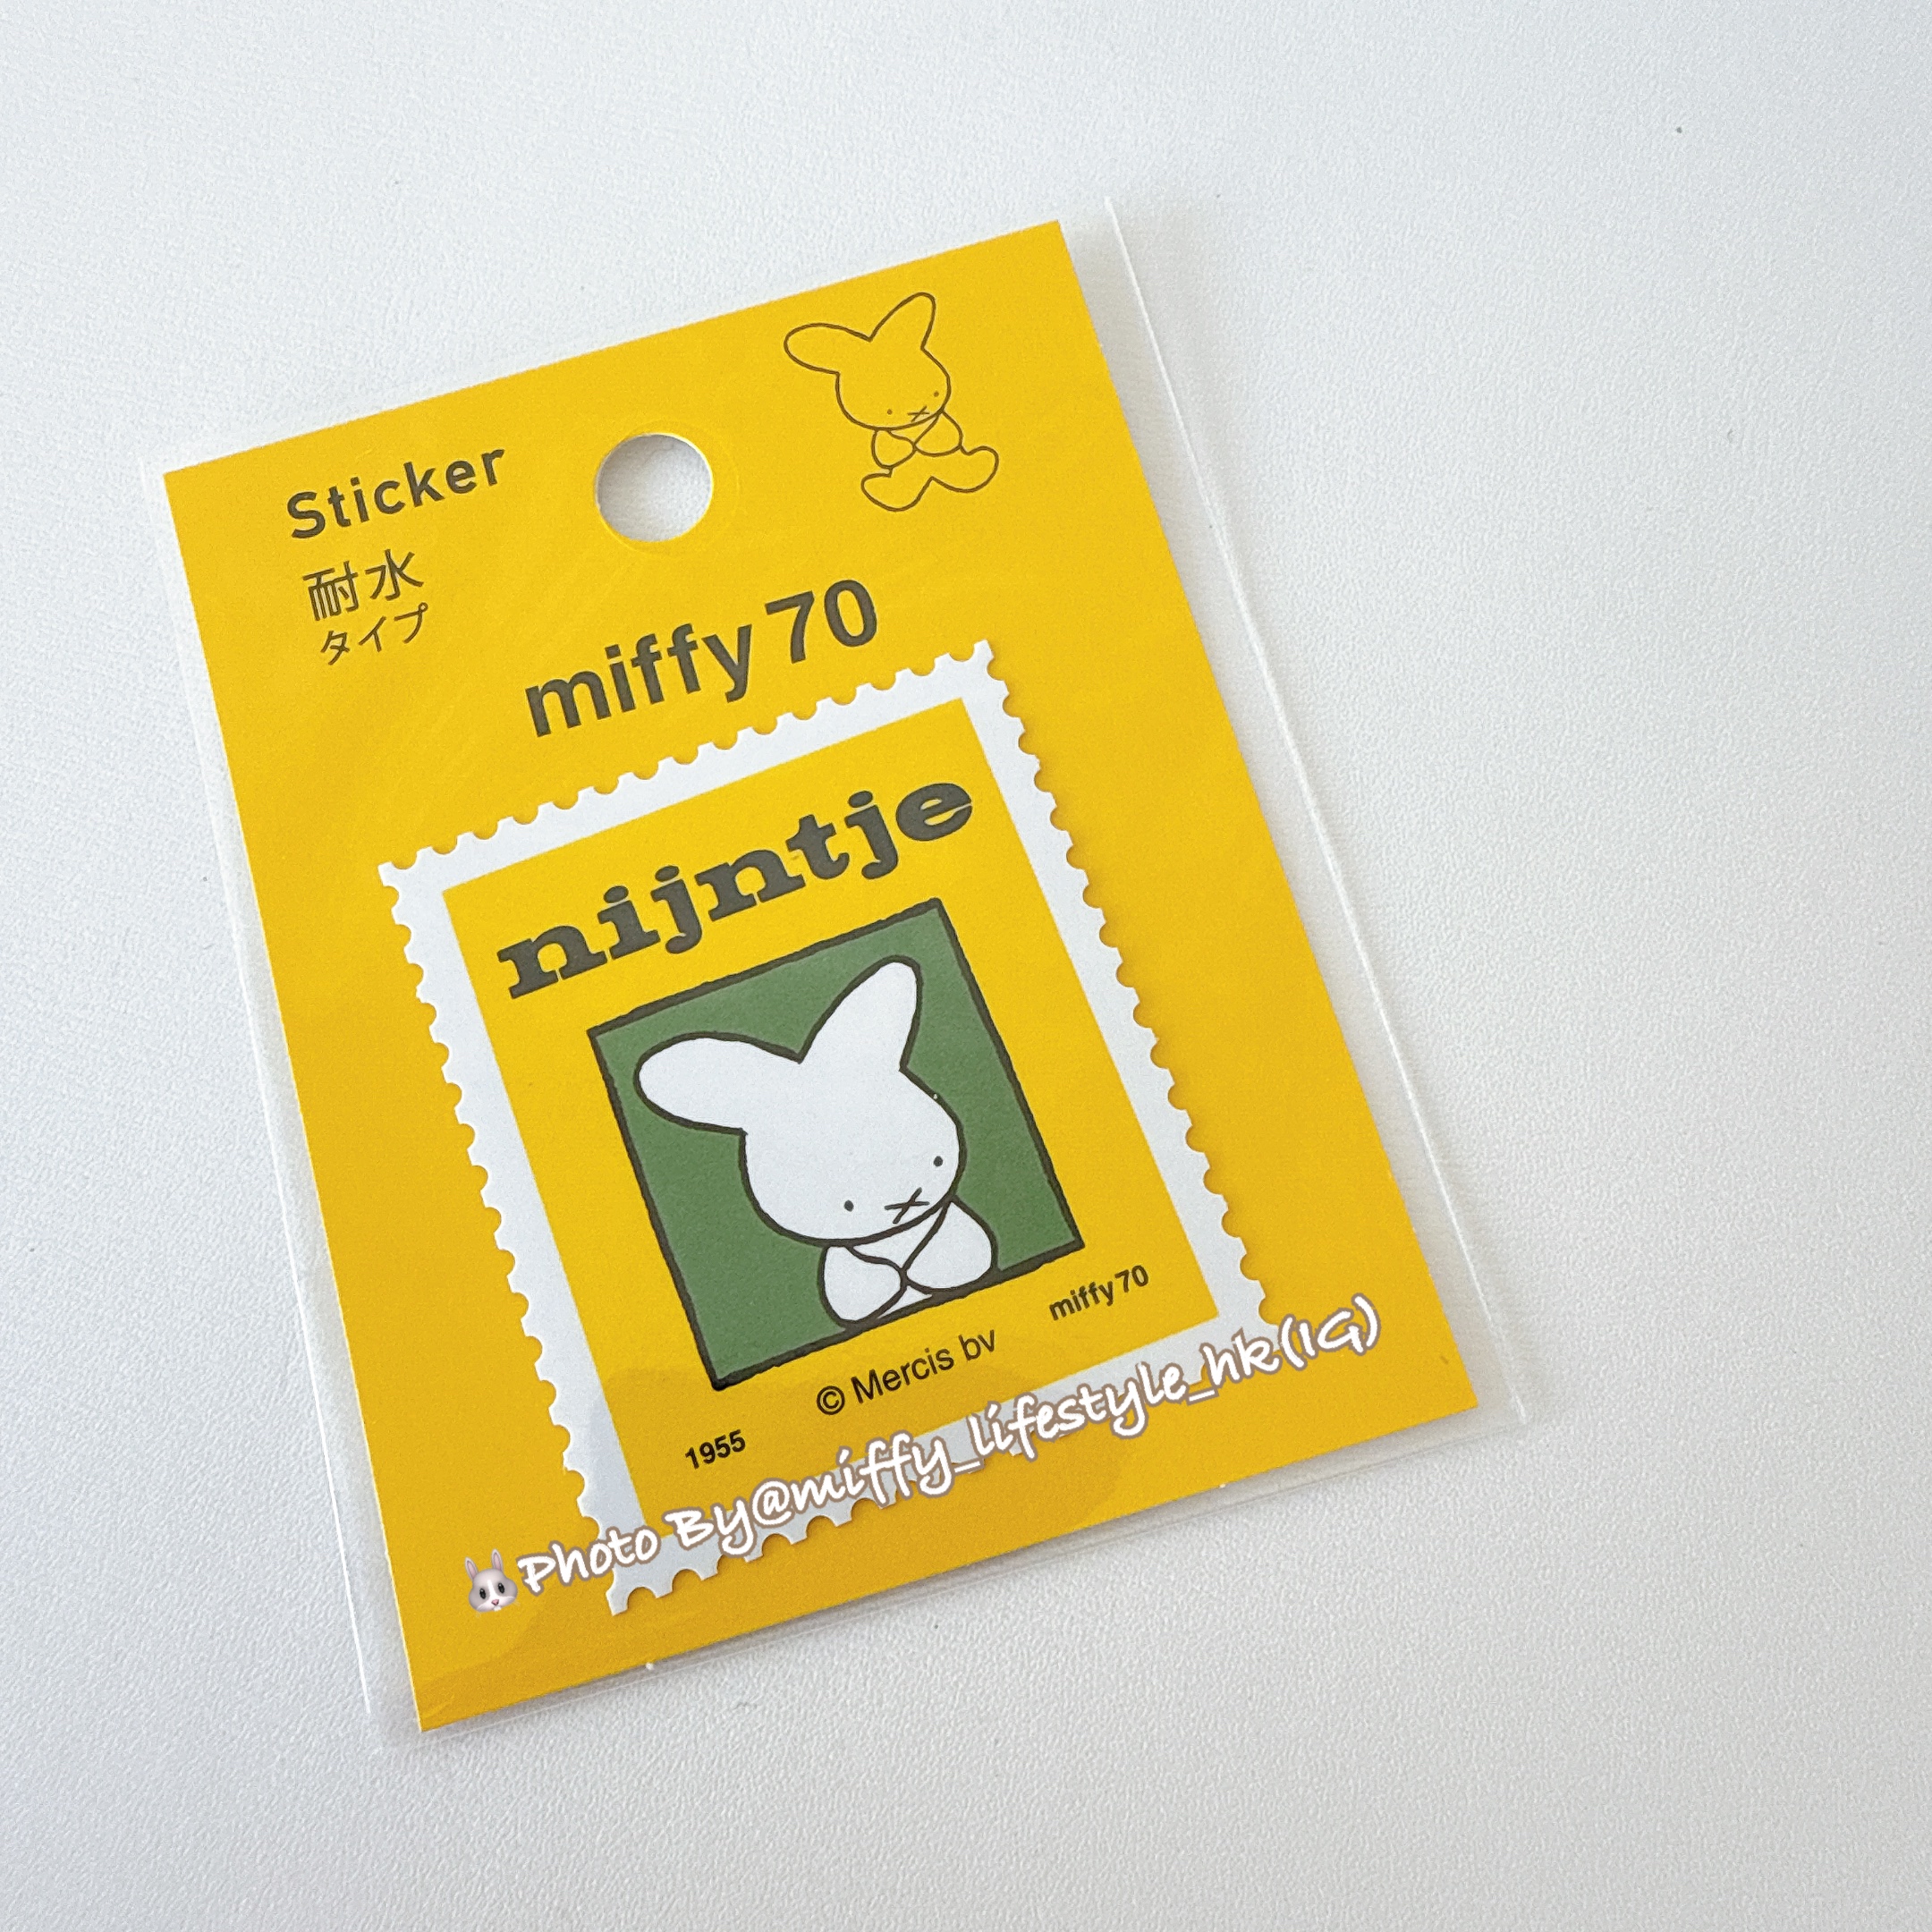 Sticker
耐水
タイプ
miffy 70
nijntje
miffy 70
© Mercis bv
1955
Photo By@miffy_lifestyle_hk(IG)